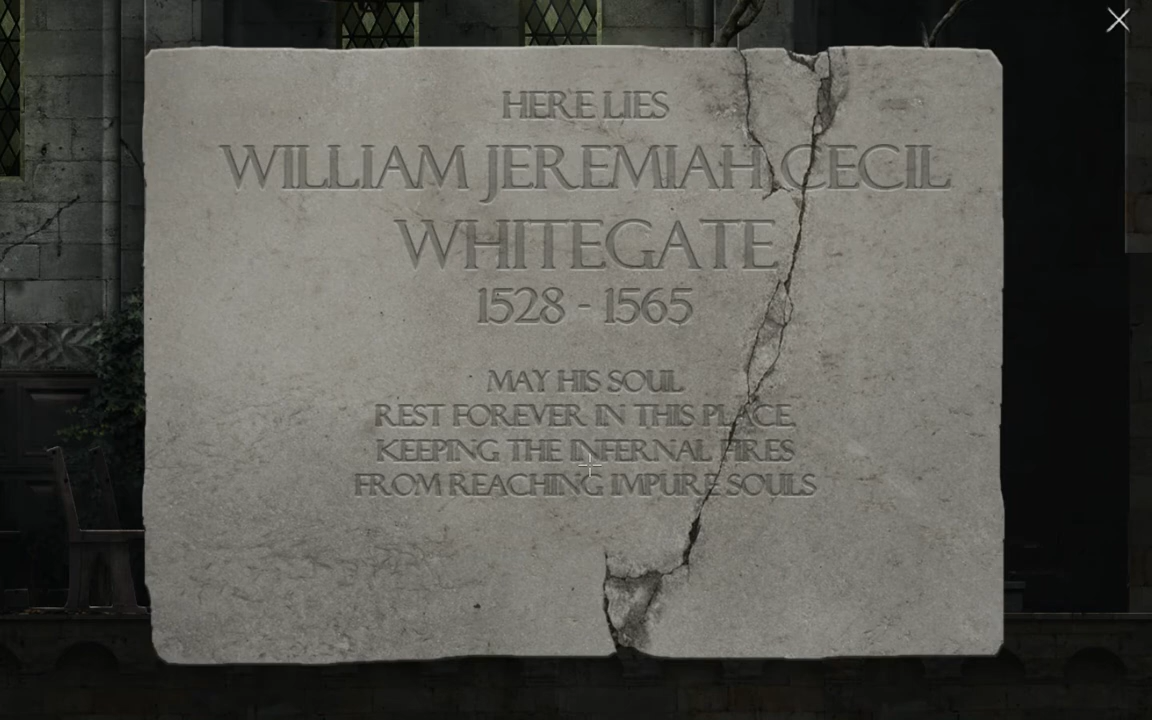 HERE LIES
WILLIAM JEREMIAH CECIL
WHITEGATE
1528 - 1565
MAY HIS SOUL
REST FOREVER IN THIS PLACE,
KEEPING THE INFERNAL FIRES
FROM REACHING IMPURE SOULS